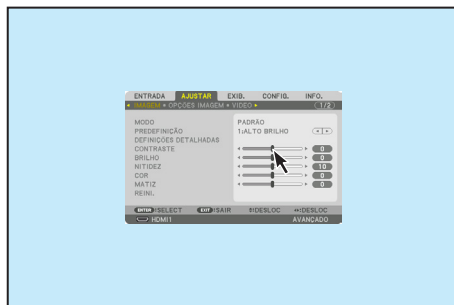 ENTRADA AJUSTAR EXIB. CONFIG. INFO.
IMAGEM • OPÇÕES IMAGEM • VIDEO 1/2
MODO PADRÃO
PREDEFINIÇÃO 1:ALTO BRILHO
DEFINIÇÕES DETALHADAS
CONTRASTE 0
BRILHO 0
NITIDEZ 10
COR 0
MATIZ 0
REINI.
ENTER :SELECT EXIT :SAIR ↕:DESLOC ↔:DESLOC
HDMI1 AVANÇADO